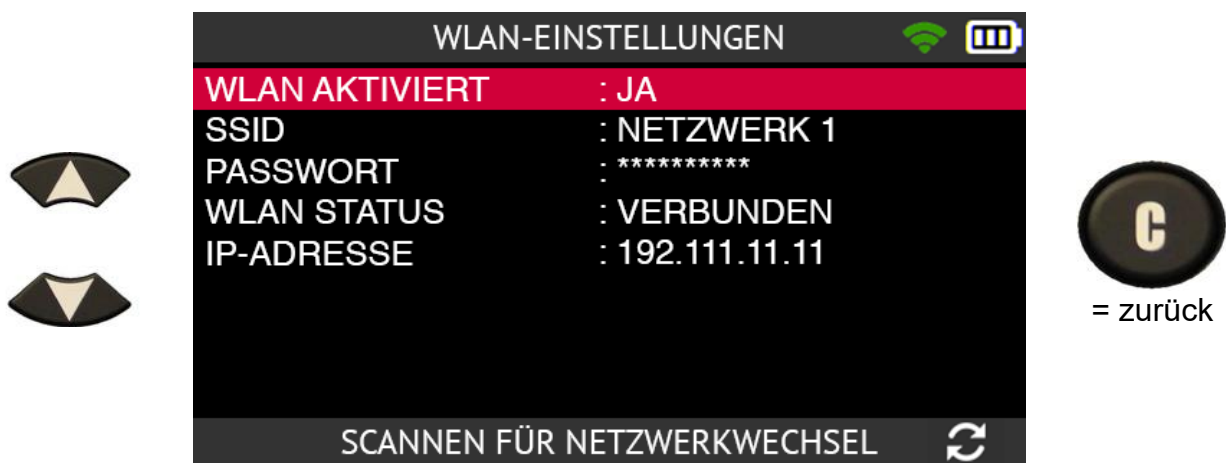 WLAN-EINSTELLUNGEN
WLAN AKTIVIERT : JA
SSID : NETZWERK 1
PASSWORT : **********
WLAN STATUS : VERBUNDEN
IP-ADRESSE : 192.111.11.11
SCANNEN FÜR NETZWERKWECHSEL
C
= zurück